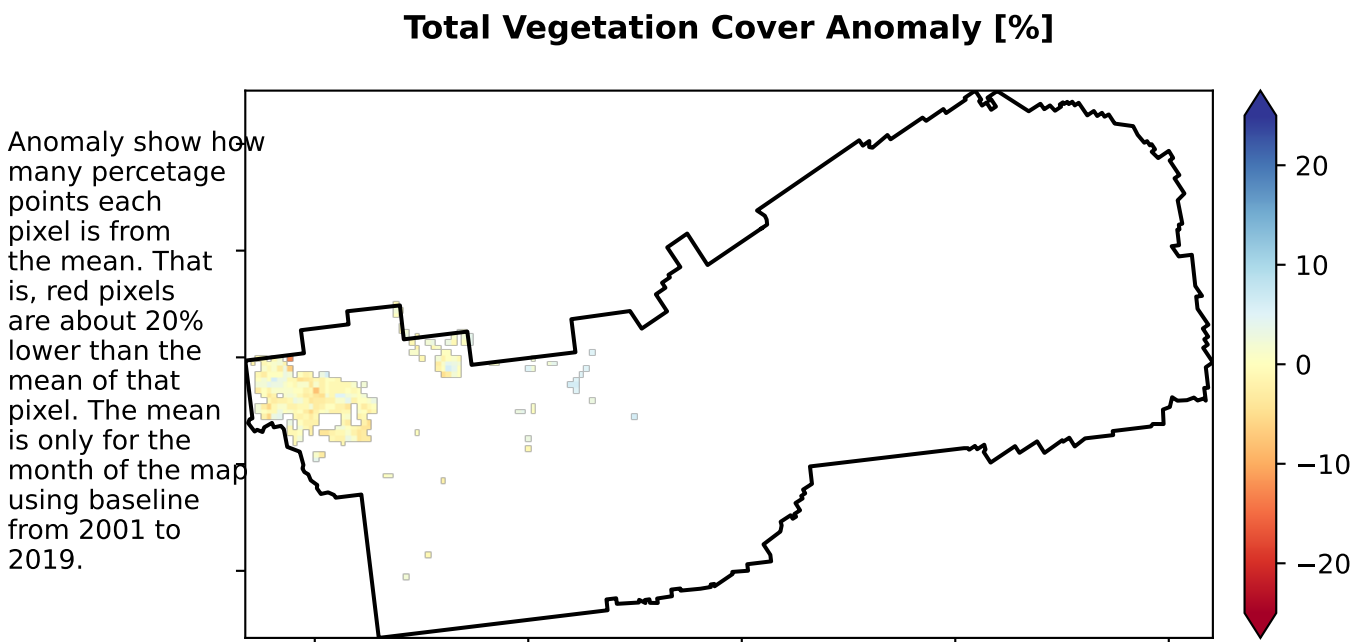 Total Vegetation Cover Anomaly [%]
Anomaly show how
many percetage
points each
pixel is from
the mean. That
is, red pixels
are about 20%
lower than the
mean of that
pixel. The mean
is only for the
month of the map
using baseline
from 2001 to
2019.
20
10
0
−10
−20